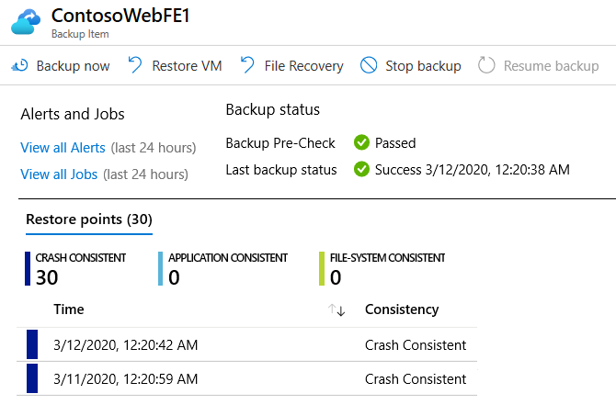 ContosoWebFE1
Backup Item
Backup now Restore VM File Recovery Stop backup Resume backup
Alerts and Jobs
View all Alerts (last 24 hours)
View all Jobs (last 24 hours)
Backup status
Backup Pre-Check Passed
Last backup status Success 3/12/2020, 12:20:38 AM
Restore points (30)
CRASH CONSISTENT
30
APPLICATION CONSISTENT
0
FILE-SYSTEM CONSISTENT
0
Time Consistency
3/12/2020, 12:20:42 AM Crash Consistent
3/11/2020, 12:20:59 AM Crash Consistent